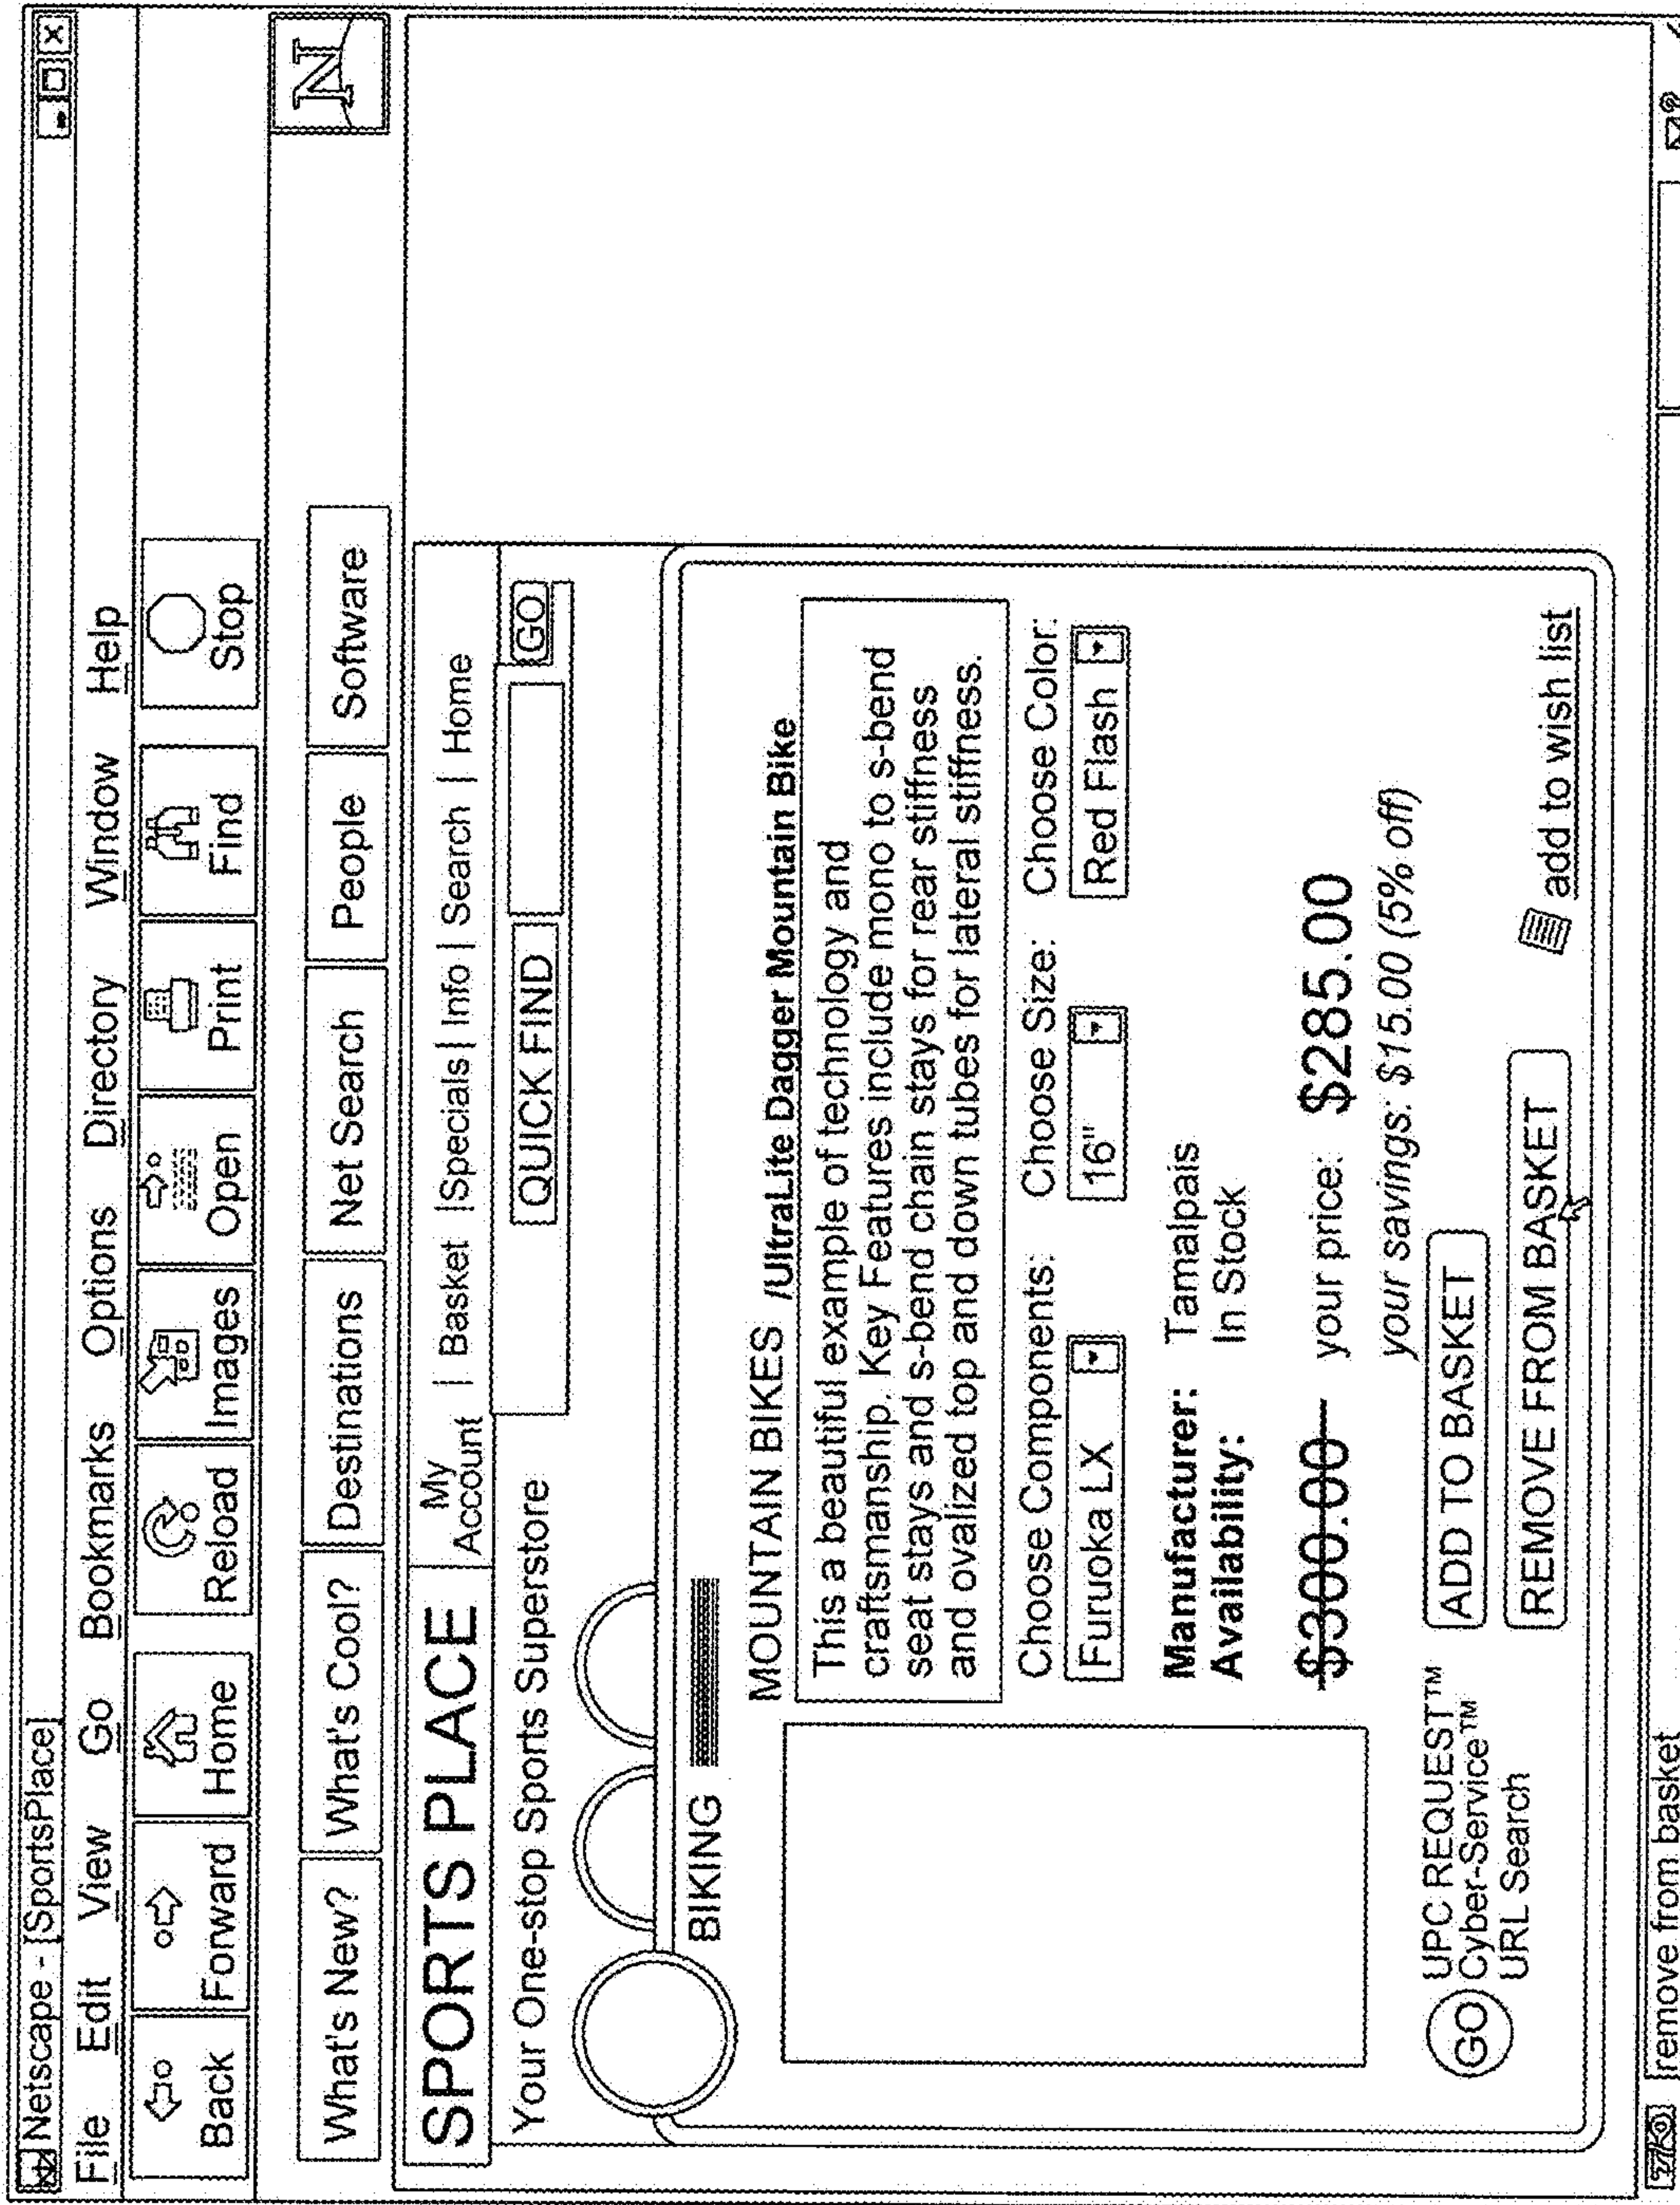 Netscape - [SportsPlace]
File Edit View Go Bookmarks Options Directory Window Help
Back Forward Home Reload Images Open Print Find Stop
N
What's New? What's Cool? Destinations Net Search People Software
SPORTS PLACE My Account | Basket |Specials| Info | Search | Home
Your One-stop Sports Superstore QUICK FIND GO
BIKING
MOUNTAIN BIKES /UltraLite Dagger Mountain Bike
This a beautiful example of technology and
craftsmanship. Key Features include mono to s-bend
seat stays and s-bend chain stays for rear stiffness
and ovalized top and down tubes for lateral stiffness.
Choose Components: Choose Size: Choose Color:
Furuoka LX 16" Red Flash
Manufacturer: Tamalpais
Availability: In Stock
$300.00 your price: $285.00
your savings: $15.00 (5% off)
UPC REQUEST™
GO Cyber-Service™
URL Search
ADD TO BASKET
REMOVE FROM BASKET
add to wish list
remove from basket